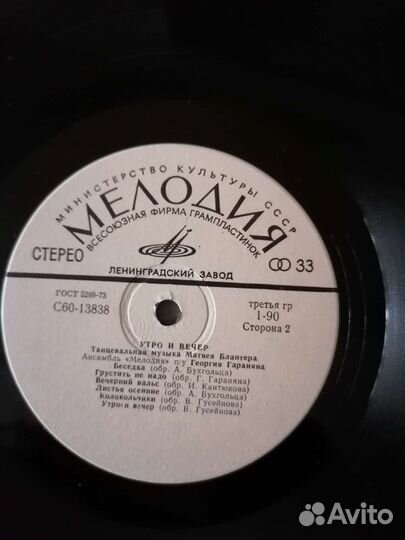 МИНИСТЕРСТВО КУЛЬТУРЫ СССР
МЕЛОДИЯ
ВСЕСОЮЗНАЯ ФИРМА ГРАМПЛАСТИНОК
СТЕРЕО
33
ЛЕНИНГРАДСКИЙ ЗАВОД
ГОСТ 5289-73
С60-13838
третья гр
1-90
Сторона 2
УТРО И ВЕЧЕР
Танцевальная музыка Матвея Блантера
Ансамбль «Мелодия» п/у Георгия Гараняна
Беседка (обр. А. Бухгольца)
Грустить не надо (обр. Г. Гараняна)
Вечерний вальс (обр. И. Кантюкова)
Листья осенние (обр. А. Бухгольца)
Колокольчики (обр. В. Гусейнова)
Утро и вечер (обр. В. Гусейнова)
Avito